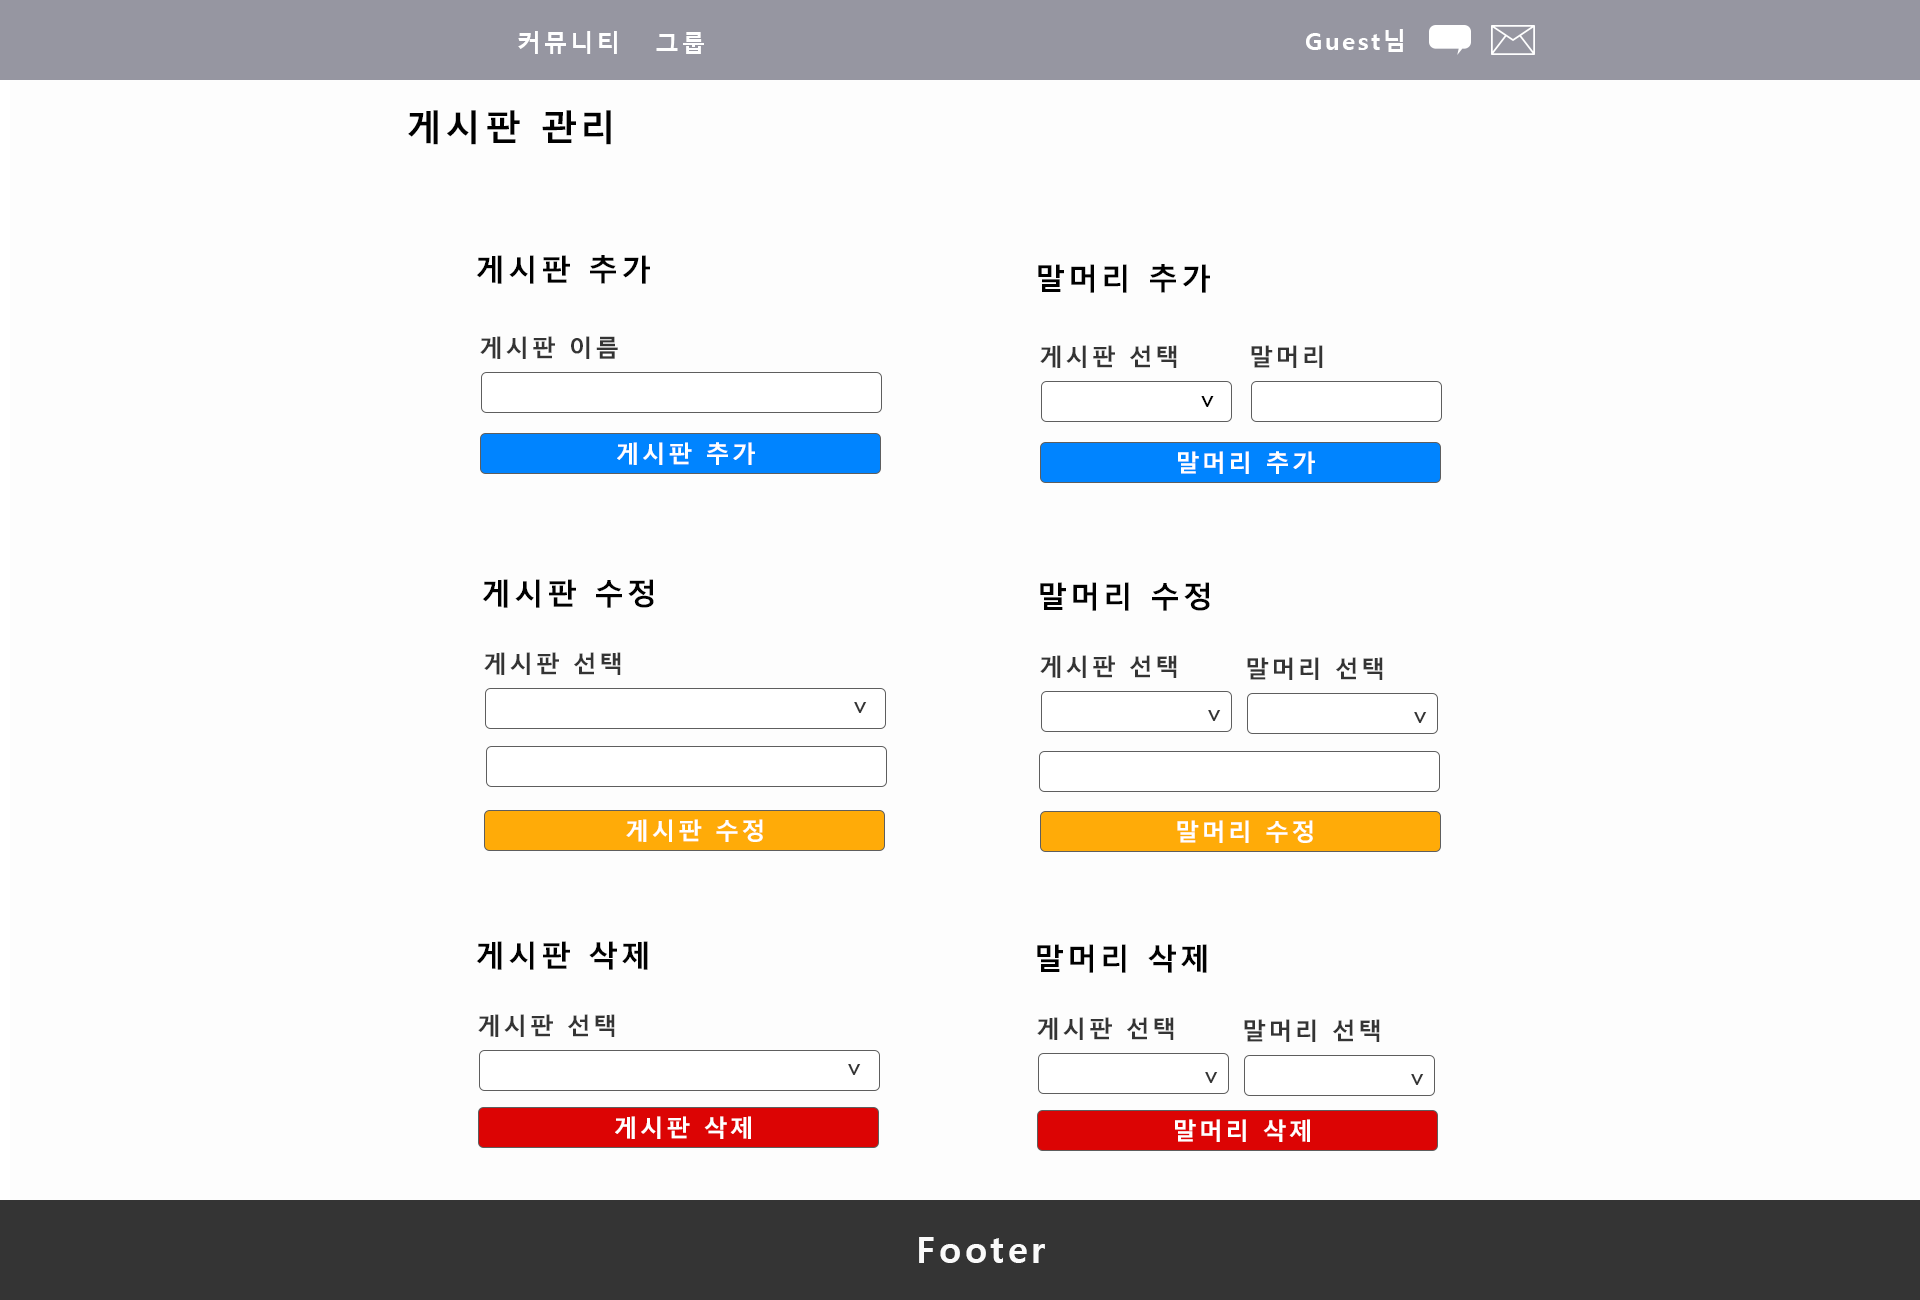 커뮤니티 그룹 Guest님
게시판 관리
게시판 추가
게시판 이름
게시판 추가
말머리 추가
게시판 선택 말머리
v
말머리 추가
게시판 수정
게시판 선택
v
게시판 수정
말머리 수정
게시판 선택 말머리 선택
v v
말머리 수정
게시판 삭제
게시판 선택
v
게시판 삭제
말머리 삭제
게시판 선택 말머리 선택
v v
말머리 삭제
Footer